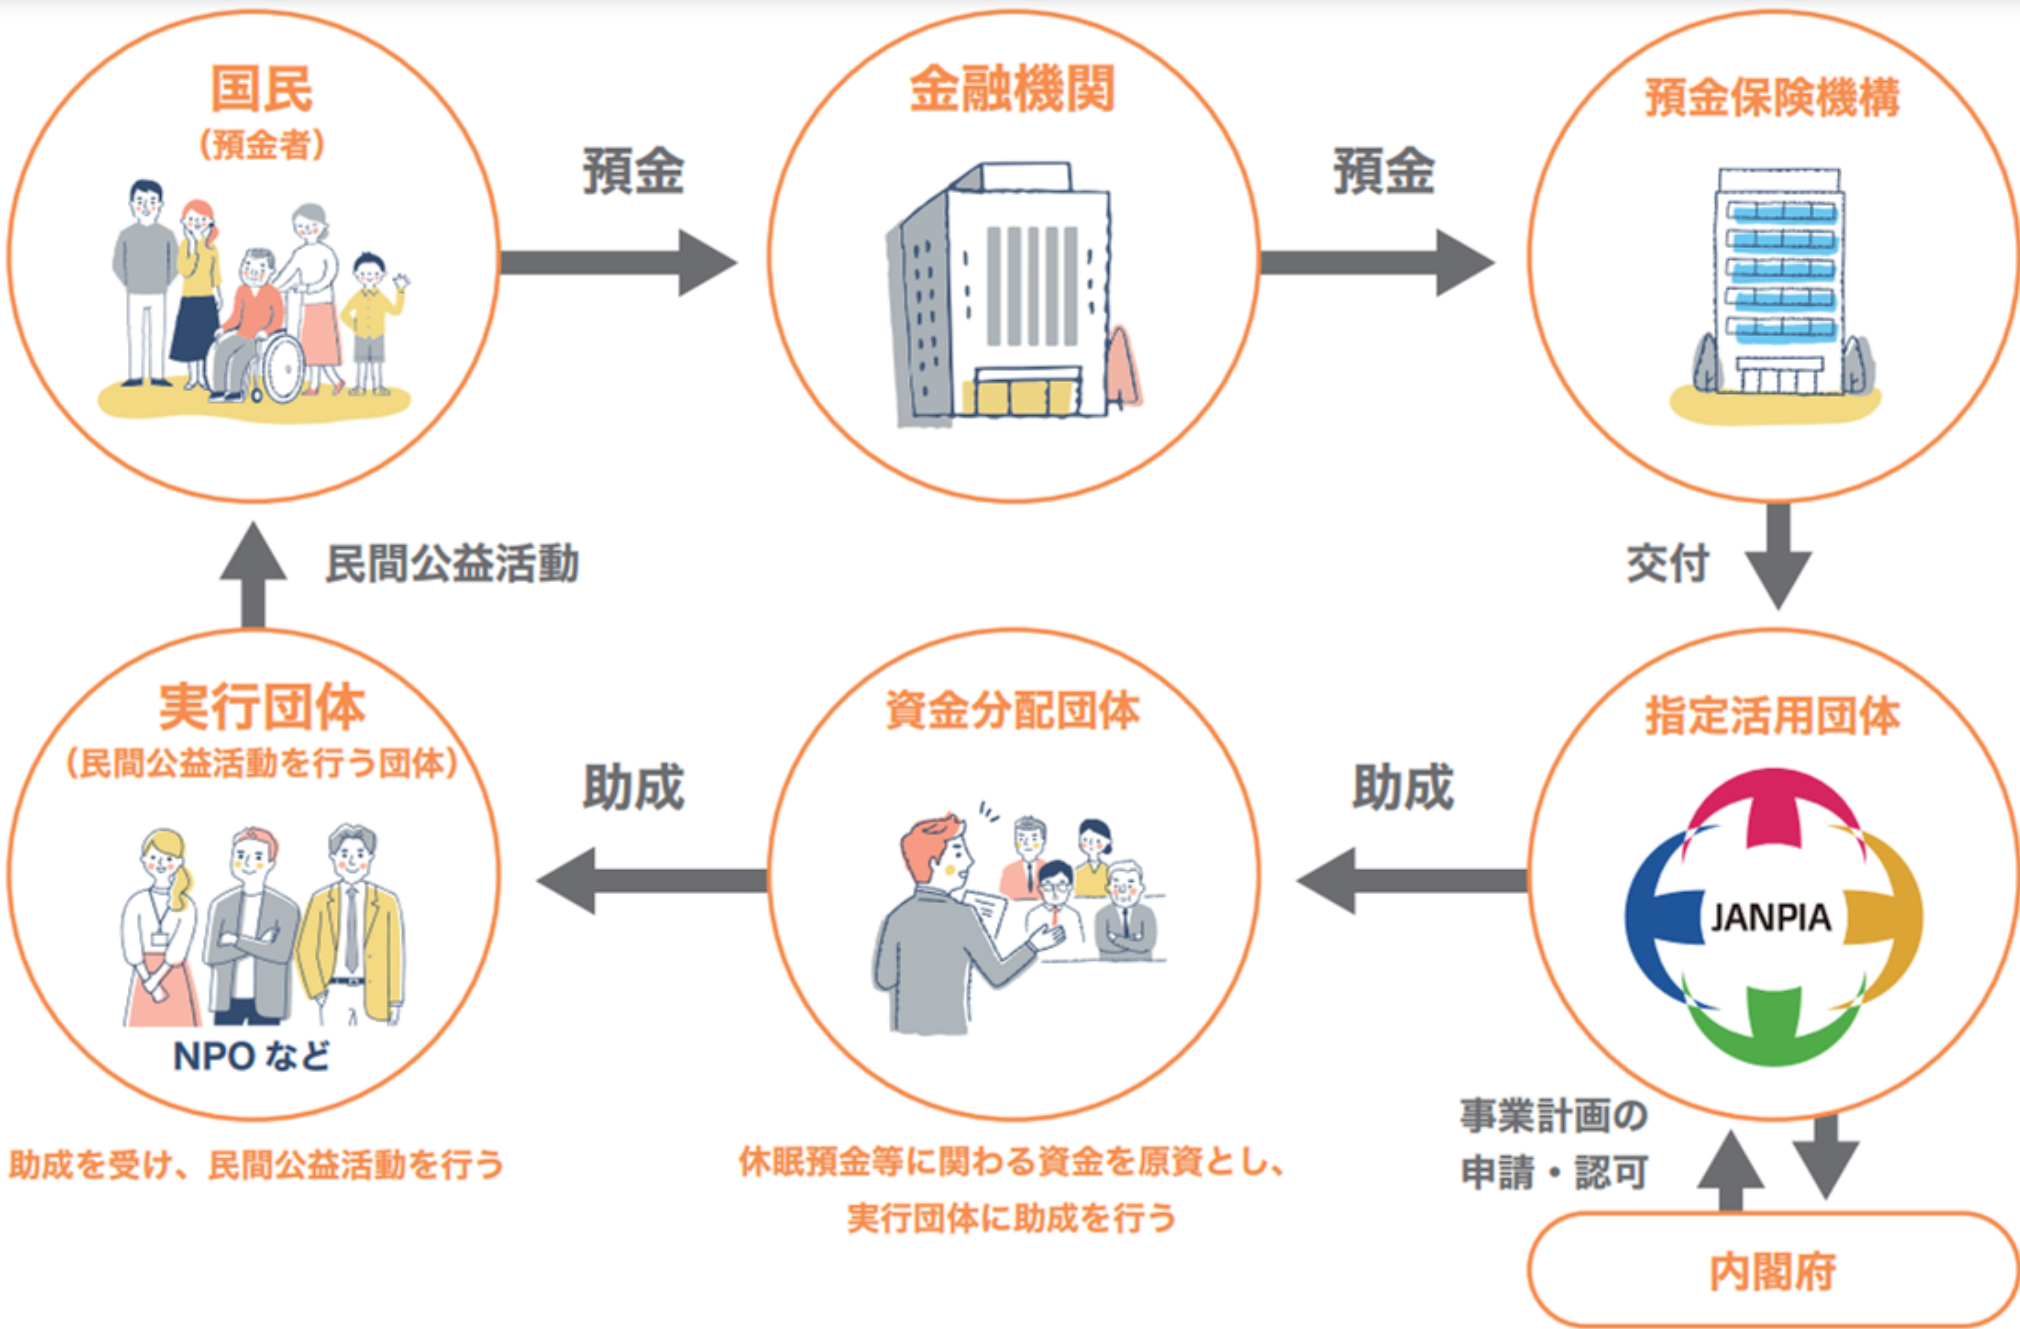 国民
（預金者）
預金
金融機関
預金
預金保険機構
民間公益活動
交付
実行団体
（民間公益活動を行う団体）
NPO など
助成を受け、民間公益活動を行う
助成
資金分配団体
休眠預金等に関わる資金を原資とし、
実行団体に助成を行う
助成
指定活用団体
JANPIA
事業計画の
申請・認可
内閣府